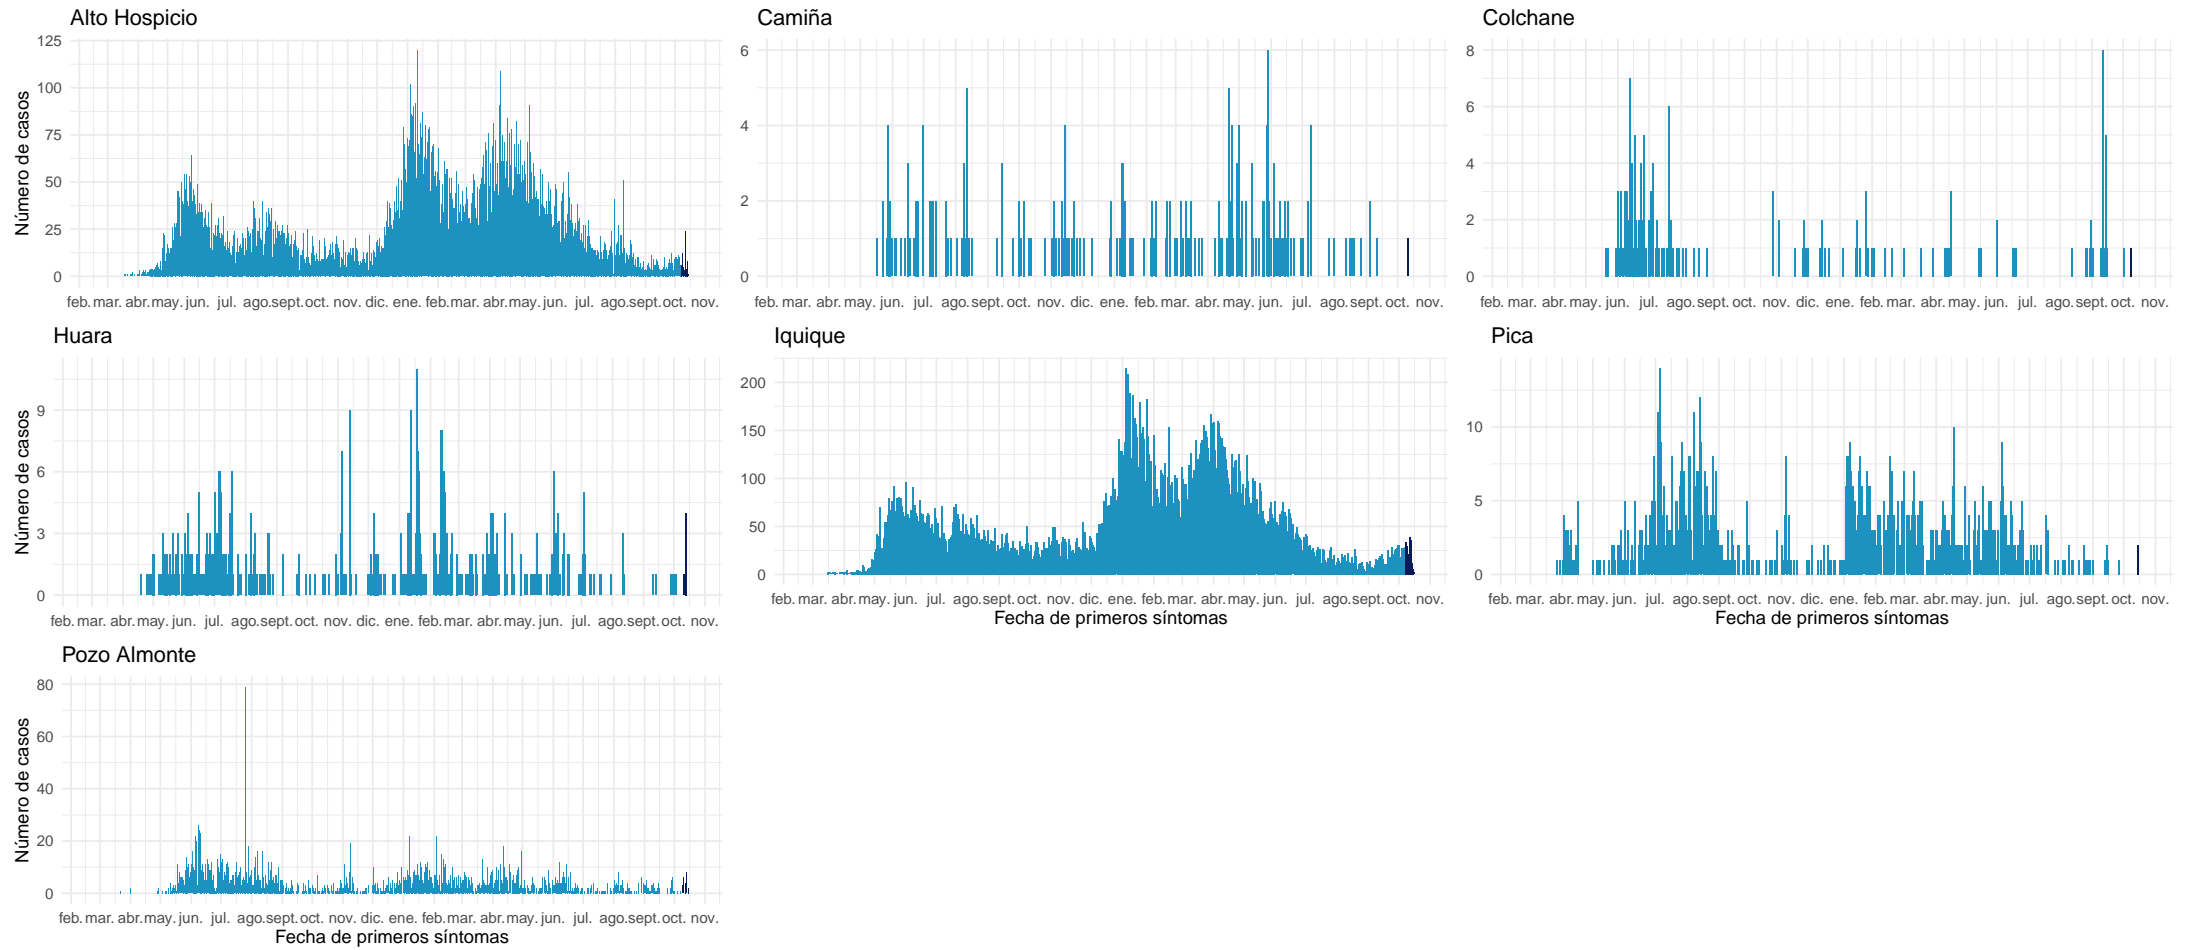 Alto Hospicio
Camiña
Colchane
Número de casos
125
100
75
50
25
0
6
4
2
0
8
6
4
2
0
feb. mar. abr. may. jun. jul. ago. sept. oct. nov. dic. ene. feb. mar. abr. may. jun. jul. ago. sept. oct. nov.
feb. mar. abr. may. jun. jul. ago. sept. oct. nov. dic. ene. feb. mar. abr. may. jun. jul. ago. sept. oct. nov.
feb. mar. abr. may. jun. jul. ago. sept. oct. nov. dic. ene. feb. mar. abr. may. jun. jul. ago. sept. oct. nov.
Huara
Iquique
Pica
Número de casos
9
6
3
0
200
150
100
50
0
10
5
0
feb. mar. abr. may. jun. jul. ago. sept. oct. nov. dic. ene. feb. mar. abr. may. jun. jul. ago. sept. oct. nov.
feb. mar. abr. may. jun. jul. ago. sept. oct. nov. dic. ene. feb. mar. abr. may. jun. jul. ago. sept. oct. nov.
Fecha de primeros síntomas
feb. mar. abr. may. jun. jul. ago. sept. oct. nov. dic. ene. feb. mar. abr. may. jun. jul. ago. sept. oct. nov.
Fecha de primeros síntomas
Pozo Almonte
Número de casos
80
60
40
20
0
feb. mar. abr. may. jun. jul. ago. sept. oct. nov. dic. ene. feb. mar. abr. may. jun. jul. ago. sept. oct. nov.
Fecha de primeros síntomas